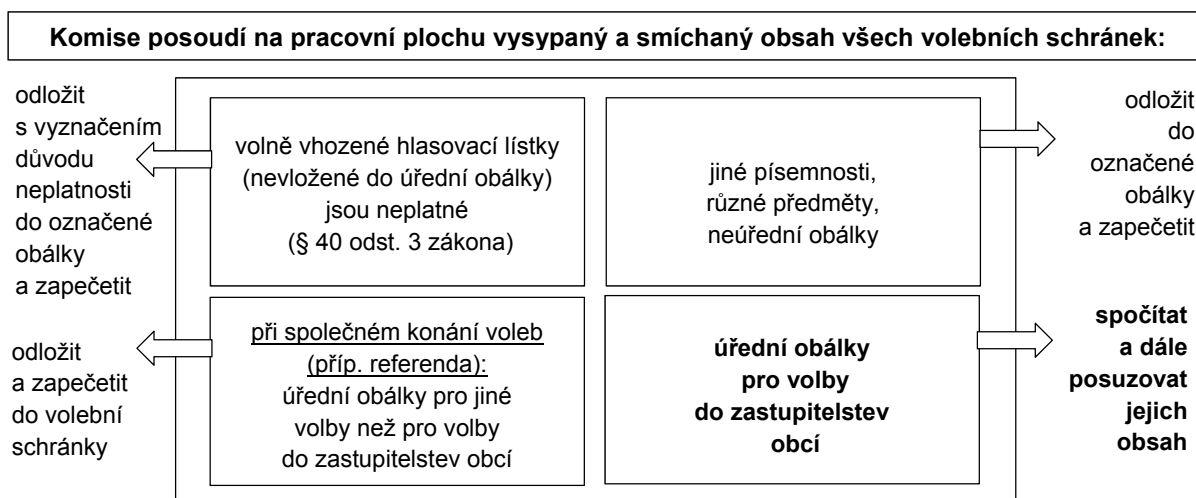 Komise posoudí na pracovní plochu vysypaný a smíchaný obsah všech volebních schránek:
odložit
s vyznačením
důvodu
neplatnosti
do označené
obálky
a zapečetit
volně vhozené hlasovací lístky
(nevložené do úřední obálky)
jsou neplatné
(§ 40 odst. 3 zákona)
jiné písemnosti,
různé předměty,
neúřední obálky
odložit
do
označené
obálky
a zapečetit
odložit
a zapečetit
do volební
schránky
při společném konání voleb
(příp. referenda):
úřední obálky pro jiné
volby než pro volby
do zastupitelstev obcí
úřední obálky
pro volby
do zastupitelstev
obcí
spočítat
a dále
posuzovat
jejich
obsah